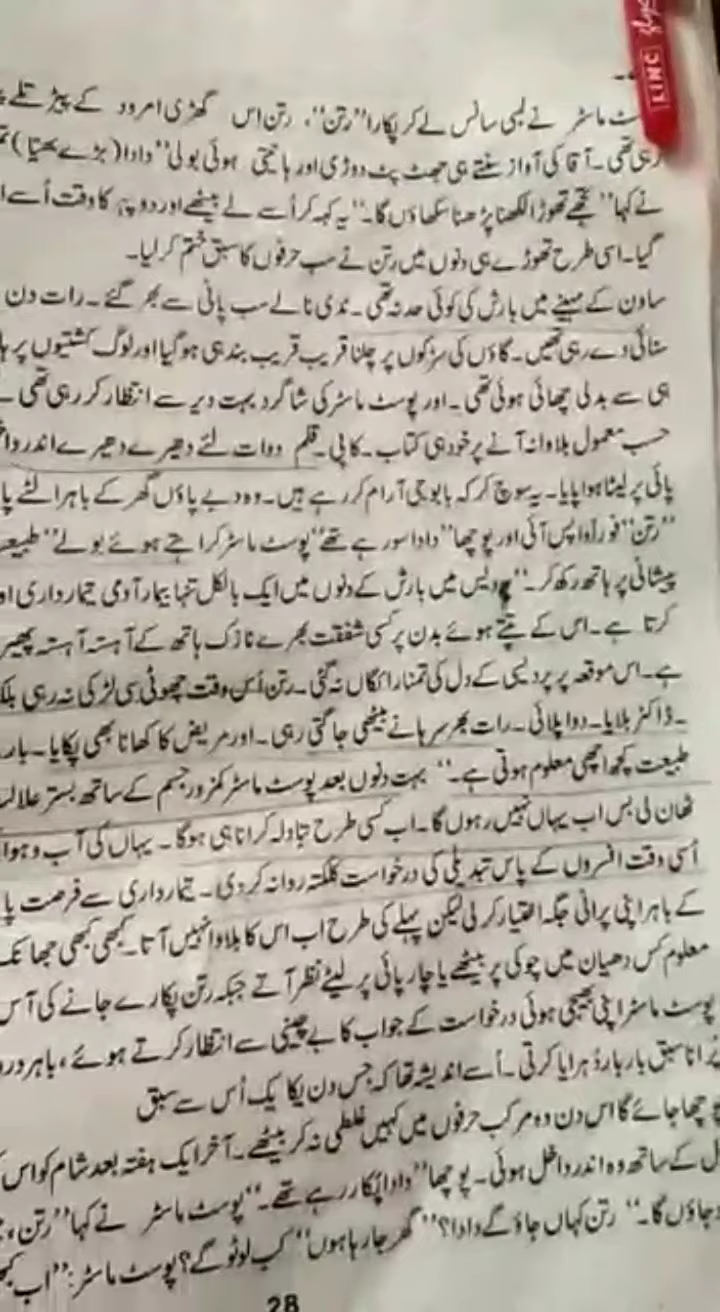 LINC
سٹ ماسٹر نے لمبی سانس لے کر پکارا ”رتن“، رتن اس گھڑی امرود کے پیڑ تلے
رہی تھی۔ آقا کی آواز سنتے ہی جھٹ پٹ دوڑی اور ہانپتی ہوئی بولی ”دادا (بڑے بھیّا)
نے کہا ”تجھے تھوڑا لکھنا پڑھنا سکھاؤں گا۔“ یہ کہہ کر اُسے لے بیٹھے اور دوپہر کا وقت اُسے
گیا۔ اسی طرح تھوڑے ہی دنوں میں رتن نے سب حرفوں کا سبق ختم کر لیا۔
ساون کے مہینے میں بارش کی کوئی حد نہ تھی۔ ندی نالے سب پانی سے بھر گئے۔ رات دن
سنائی دے رہی تھیں۔ گاؤں کی سڑکوں پر چلنا قریب قریب بند ہی ہوگیا اور لوگ کشتیوں پر
ہی سے بدلی چھائی ہوئی تھی۔ اور پوسٹ ماسٹر کی شاگرد بہت دیر سے انتظار کر رہی تھی۔
حسب معمول بلاوا نہ آنے پر خود ہی کتاب۔ کاپی۔ قلم دوات لئے دھیرے دھیرے اندر
پائی پر لیٹا ہوا پایا۔ یہ سوچ کر کہ بابوجی آرام کر رہے ہیں۔ وہ دبے پاؤں گھر کے باہر الٹے
”رتن“ فوراً واپس آئی اور پوچھا ”دادا سو رہے تھے“ پوسٹ ماسٹر کراہتے ہوئے بولے ”طبیعت
پیشانی پر ہاتھ رکھ کر۔“ پردیس میں بارش کے دنوں میں ایک بالکل تنہا بیمار آدمی تیمارداری
کرتا ہے۔ اس کے تپتے ہوئے بدن پر کسی شفقت بھرے نازک ہاتھ کے آہستہ آہستہ پھیر
ہے۔ اس موقعہ پر پردیسی کے دل کی تمنا رائگاں نہ گئی۔ رتن اُس وقت چھوٹی سی لڑکی نہ رہی بلکہ
۔ڈاکٹر بلایا۔ دوا پلائی۔ رات بھر سرہانے بیٹھی جاگتی رہی۔ اور مریض کا کھانا بھی پکایا۔ بار
طبیعت کچھ اچھی معلوم ہوتی ہے۔“ بہت دنوں بعد پوسٹ ماسٹر کمزور جسم کے ساتھ بستر علالت
ٹھان لی بس اب یہاں نہیں رہوں گا۔ اب کسی طرح تبادلہ کرانا ہی ہوگا۔ یہاں کی آب و ہوا
اُسی وقت افسروں کے پاس تبدیلی کی درخواست کلکتہ روانہ کردی۔ تیمارداری سے فرصت
کے باہر اپنی پرانی جگہ اختیار کرلی لیکن پہلے کی طرح اب اس کا بلاوا نہیں آتا۔ کبھی کبھی جھانک
معلوم کس دھیان میں چوکی پر بیٹھے یا چارپائی پر لیٹے نظر آتے جبکہ رتن پکارے جانے کی آس
پوسٹ ماسٹر اپنی بھیجی ہوئی درخواست کے جواب کا بے چینی سے انتظار کرتے ہوئے، باہر
پُرانا سبق بار بار دُہرایا کرتی۔ اُسے اندیشہ تھا کہ جس دن یکایک اُس سے سبق
پوچھا جائے گا اس دن وہ مرکب حرفوں میں کہیں غلطی نہ کر بیٹھے۔ آخر ایک ہفتہ بعد شام کو اس
دل کے ساتھ وہ اندر داخل ہوئی۔ پوچھا ”دادا پکار رہے تھے۔“ پوسٹ ماسٹر نے کہا ”رتن،
جاؤں گا۔“ رتن کہاں جاؤ گے دادا؟“ ”گھر جا رہا ہوں“ کب لوٹو گے؟ پوسٹ ماسٹر: ”اب
28